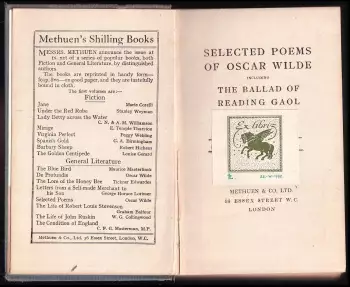 Methuen's Shilling Books
MESSRS. METHUEN announce the issue at
1s. net of a series of popular books, both
Fiction and General Literature, by distinguished
authors.
The books are reprinted in handy form—
large type—on good paper, and they are tastefully
bound in cloth.
The first volumes are:—
Fiction
Jane Marie Corelli
Under the Red Robe Stanley Weyman
Lady Betty across the Water
C. N. & A. M. Williamson
Mirage E. Temple Thurston
Virginia Perfect Peggy Webling
Spanish Gold G. A. Birmingham
Barbary Sheep Robert Hichens
The Golden Centipede Louise Gerard
General Literature
The Blue Bird Maurice Maeterlinck
De Profundis Oscar Wilde
The Lore of the Honey Bee Tickner Edwardes
Letters from a Self-made Merchant to
his Son George Horace Lorimer
Selected Poems Oscar Wilde
The Life of Robert Louis Stevenson
Graham Balfour
The Life of John Ruskin W. G. Collingwood
The Condition of England
C. F. G. Masterman, M.P.
Methuen & Co., Ltd. 36 Essex Street, London, W.C.
SELECTED POEMS
OF OSCAR WILDE
INCLUDING
THE BALLAD OF
READING GAOL
Ex Libris
METHUEN & CO. LTD.
36 ESSEX STREET W.C.
LONDON